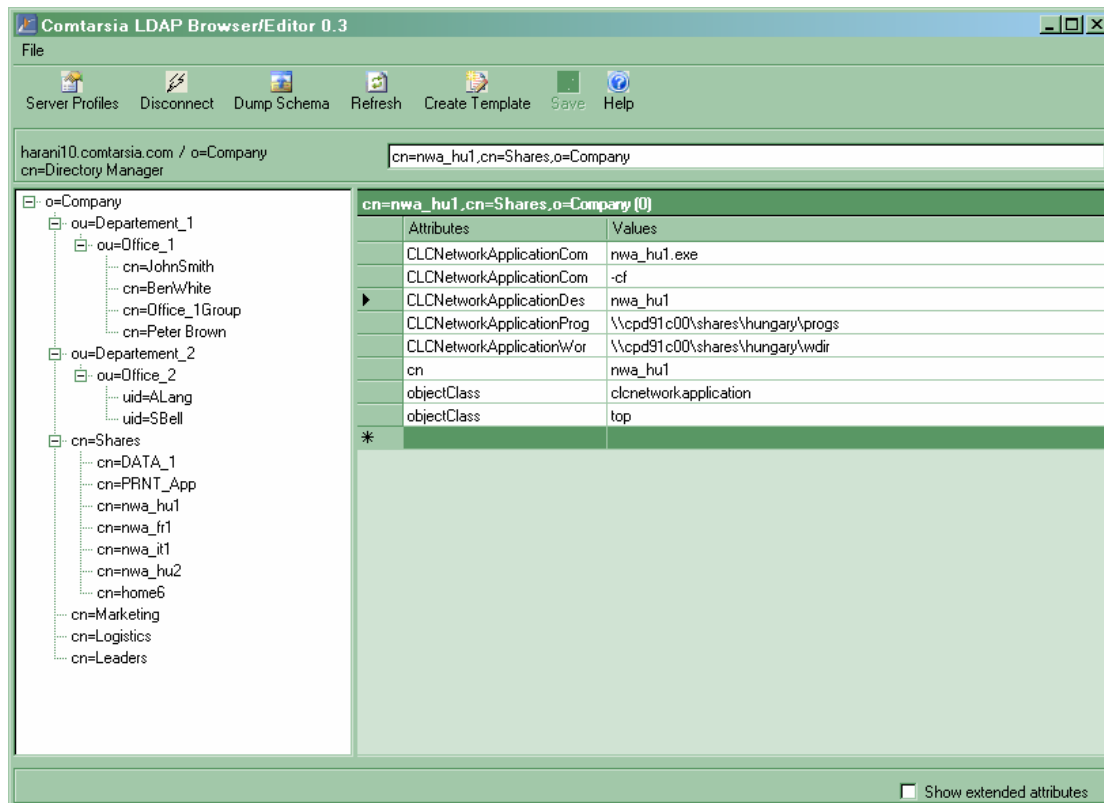 Comtarsia LDAP Browser/Editor 0.3
File
Server Profiles Disconnect Dump Schema Refresh Create Template Save Help
harani10.comtarsia.com / o=Company
cn=Directory Manager
cn=nwa_hu1,cn=Shares,o=Company
o=Company
ou=Departement_1
ou=Office_1
cn=JohnSmith
cn=BenWhite
cn=Office_1Group
cn=Peter Brown
ou=Departement_2
ou=Office_2
uid=ALang
uid=SBell
cn=Shares
cn=DATA_1
cn=PRNT_App
cn=nwa_hu1
cn=nwa_fr1
cn=nwa_it1
cn=nwa_hu2
cn=home6
cn=Marketing
cn=Logistics
cn=Leaders
cn=nwa_hu1,cn=Shares,o=Company (0)
Attributes Values
CLCNetworkApplicationCom nwa_hu1.exe
CLCNetworkApplicationCom -cf
CLCNetworkApplicationDes nwa_hu1
CLCNetworkApplicationProg \\cpd91c00\shares\hungary\progs
CLCNetworkApplicationWor \\cpd91c00\shares\hungary\wdir
cn nwa_hu1
objectClass clcnetworkapplication
objectClass top
Show extended attributes